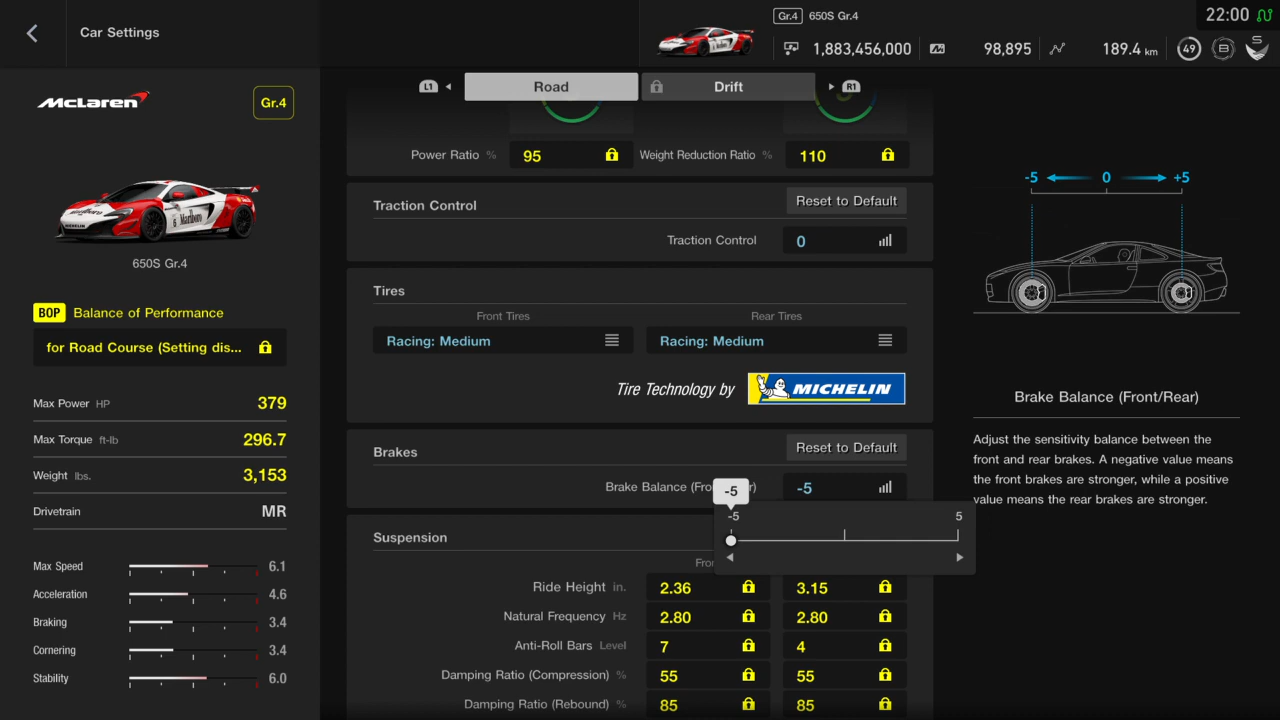 Car Settings
Gr.4 650S Gr.4
22:00
1,883,456,000 98,895 189.4 km 49 B S
L1 Road Drift R1
McLaren Gr.4
Power Ratio % 95 Weight Reduction Ratio % 110
Traction Control Reset to Default
Traction Control 0
650S Gr.4
Marlboro
6
MICHELIN
BOP Balance of Performance
for Road Course (Setting dis...
Max Power HP 379
Max Torque ft-lb 296.7
Weight lbs. 3,153
Drivetrain MR
Max Speed 6.1
Acceleration 4.6
Braking 3.4
Cornering 3.4
Stability 6.0
Tires
Front Tires Rear Tires
Racing: Medium Racing: Medium
Tire Technology by MICHELIN
Brakes Reset to Default
Brake Balance (Fro r) -5
-5
-5 5
Suspension
Fro
Ride Height in. 2.36 3.15
Natural Frequency Hz 2.80 2.80
Anti-Roll Bars Level 7 4
Damping Ratio (Compression) % 55 55
Damping Ratio (Rebound) % 85 85
-5 0 +5
Brake Balance (Front/Rear)
Adjust the sensitivity balance between the
front and rear brakes. A negative value means
the front brakes are stronger, while a positive
value means the rear brakes are stronger.